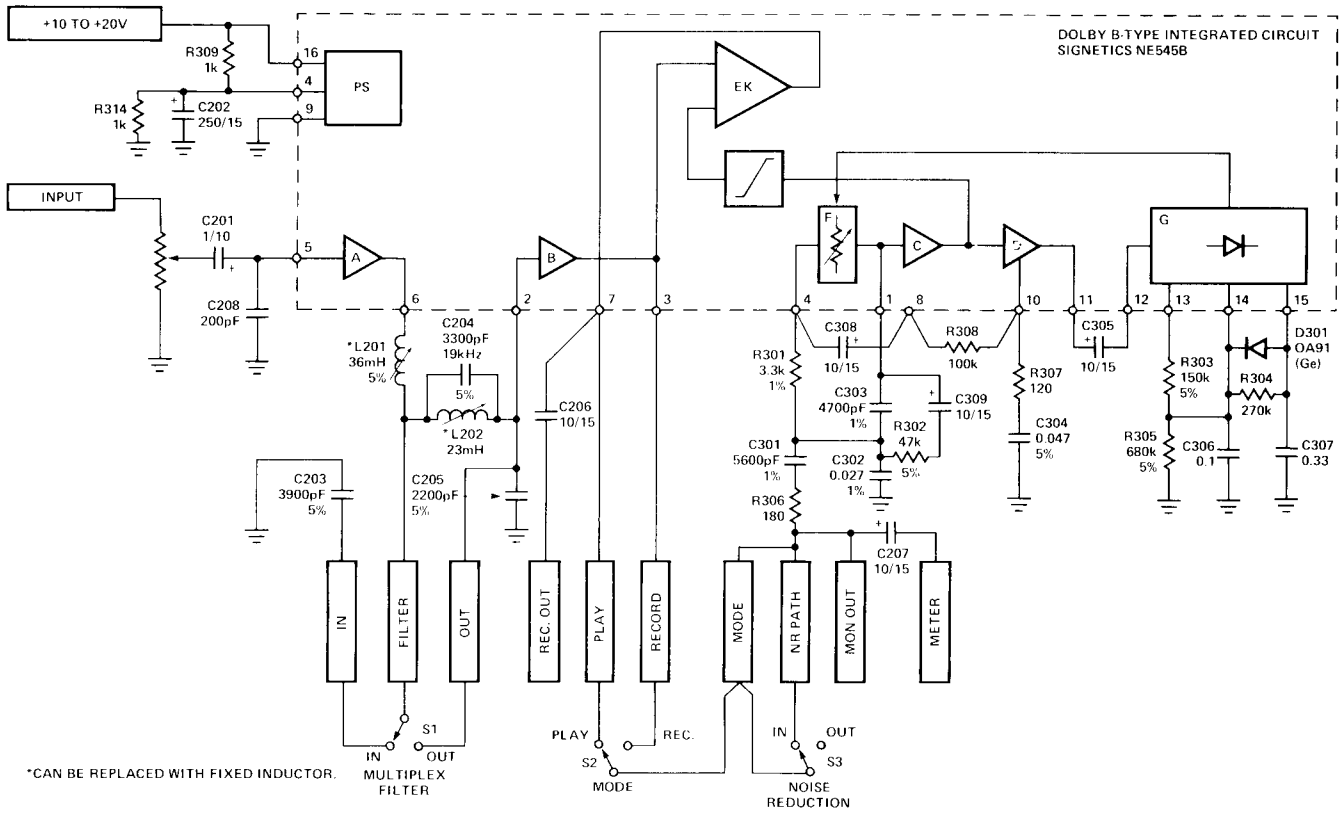 +10 TO +20V
DOLBY B-TYPE INTEGRATED CIRCUIT
SIGNETICS NE545B
R309
1k
16
4
9
PS
R314
1k
+
C202
250/15
EK
INPUT
C201
1/10
+
C208
200pF
5
A
B
F
C
D
G
6
2
7
3
4
1
8
10
11
12
13
14
15
*L201
36mH
5%
C204
3300pF
19kHz
5%
*L202
23mH
C206
10/15
R301
3.3k
1%
C308
+
10/15
R308
100k
C303
4700pF
1%
+
C309
10/15
R302
47k
5%
R307
120
C304
0.047
5%
C305
+
10/15
R303
150k
5%
D301
OA91
(Ge)
R304
270k
R305
680k
5%
C306
0.1
C307
0.33
C203
3900pF
5%
C205
2200pF
5%
C301
5600pF
1%
C302
0.027
1%
R306
180
+
C207
10/15
IN
FILTER
OUT
REC. OUT
PLAY
RECORD
MODE
NR PATH
MON OUT
METER
S1
IN
OUT
MULTIPLEX
FILTER
PLAY
REC.
S2
MODE
IN
OUT
S3
NOISE
REDUCTION
*CAN BE REPLACED WITH FIXED INDUCTOR.